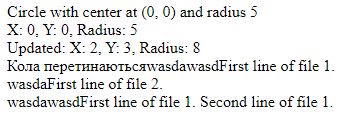 Circle with center at (0, 0) and radius 5
X: 0, Y: 0, Radius: 5
Updated: X: 2, Y: 3, Radius: 8
Кола перетинаютьсяwasdawasdFirst line of file 1.
wasdaFirst line of file 2.
wasdawasdFirst line of file 1. Second line of file 1.